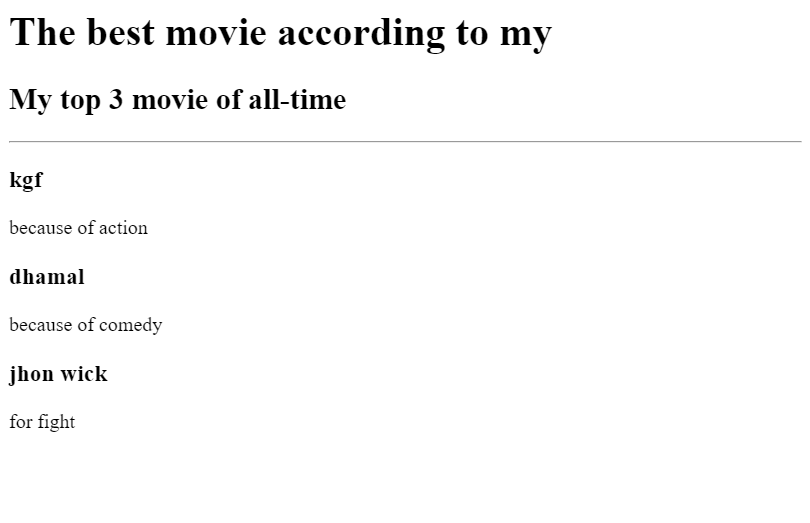 The best movie according to my
My top 3 movie of all-time
kgf
because of action
dhamal
because of comedy
jhon wick
for fight